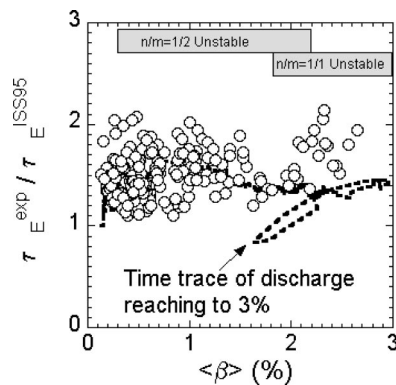 3
n/m=1/2 Unstable
n/m=1/1 Unstable
2
1
0
τ_E^exp / τ_E^ISS95
Time trace of discharge
reaching to 3%
0 1 2 3
<β> (%)